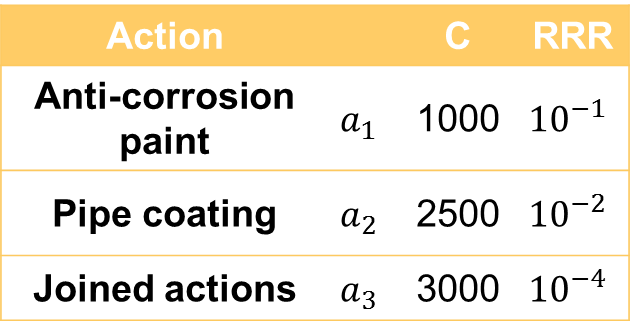 Action C RRR
Anti-corrosion
paint a₁ 1000 10⁻¹
Pipe coating a₂ 2500 10⁻²
Joined actions a₃ 3000 10⁻⁴